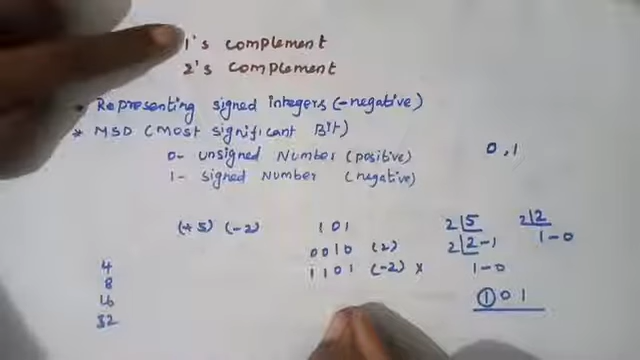 1's complement
2's complement
* Representing signed integers (-negative)
* MSD (Most significant Bit)
0- unsigned Number (positive)
1- signed Number (negative)
0,1
(+5) (-2)
101
0010 (2)
1101 (-2) x
2|5
2|2-1
1-0
101
2|2
1-0
4
8
16
32